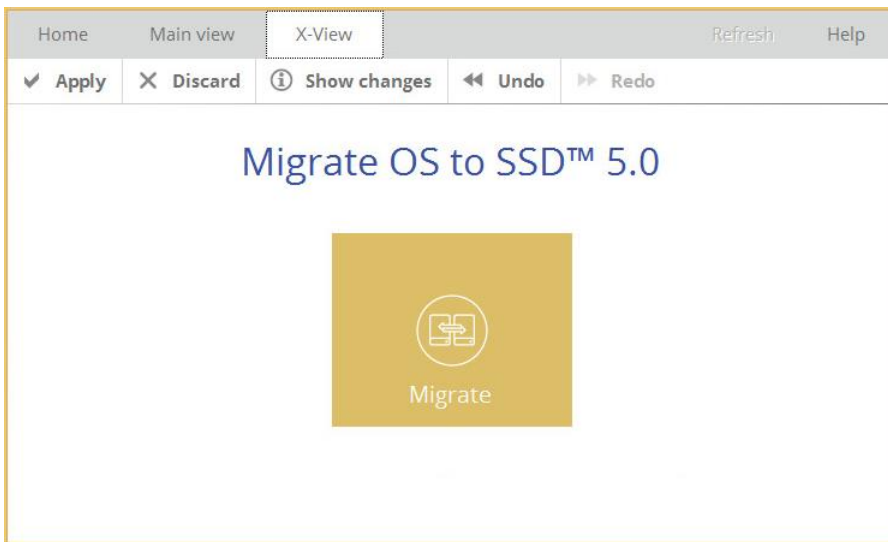 Home Main view X-View Refresh Help
Apply Discard Show changes Undo Redo
Migrate OS to SSD™ 5.0
Migrate